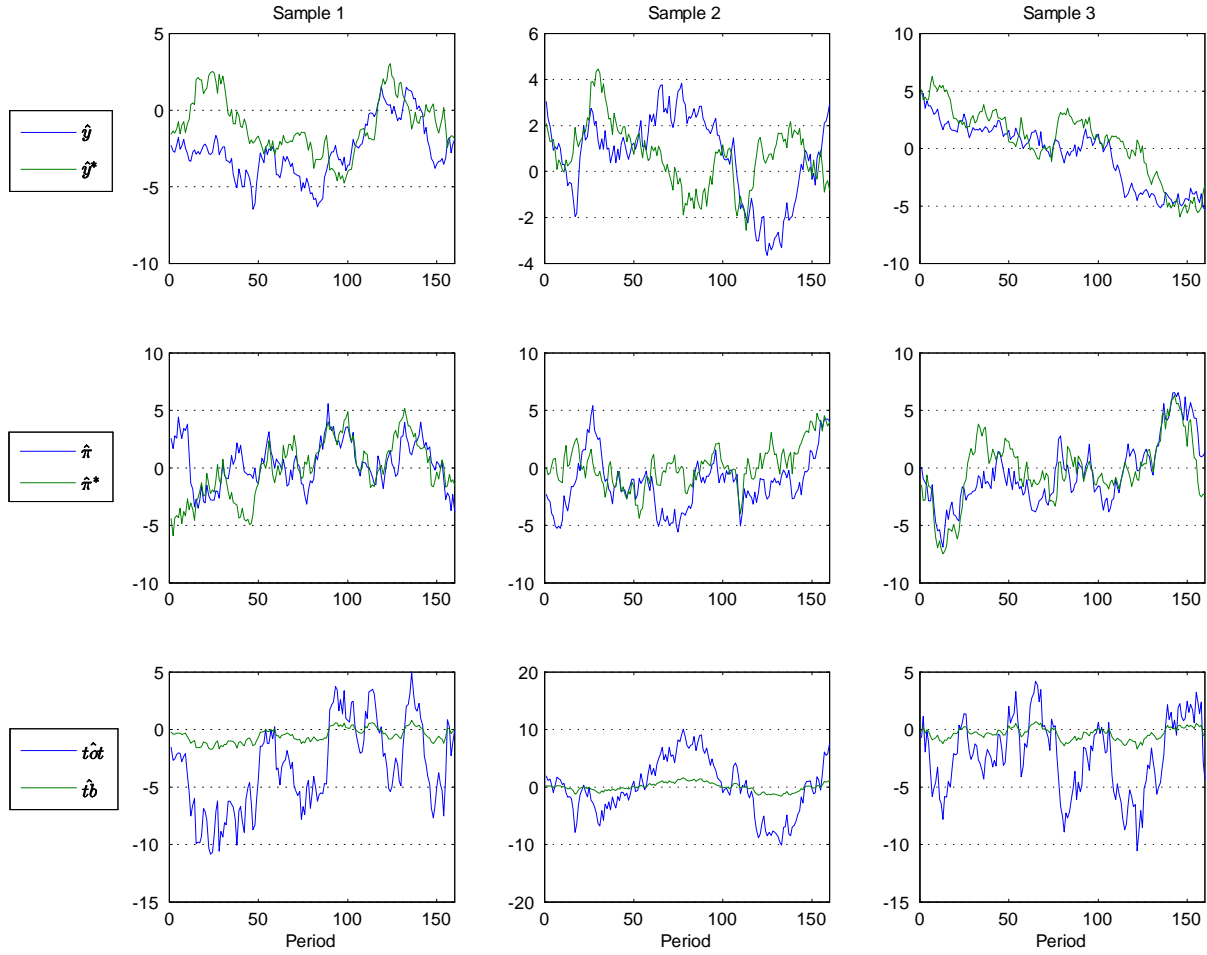 Sample 1 Sample 2 Sample 3
5 6 10
4
0 5
2
ŷ 0
ŷ* 0
-5 -5
-2
-10 -4 -10
0 50 100 150 0 50 100 150 0 50 100 150
10 10 10
5 5 5
π̂ 0 0 0
π̂*
-5 -5 -5
-10 -10 -10
0 50 100 150 0 50 100 150 0 50 100 150
5 20 5
0 10 0
tôt
t̂b -5 0 -5
-10 -10 -10
-15 -20 -15
0 50 100 150 0 50 100 150 0 50 100 150
Period Period Period